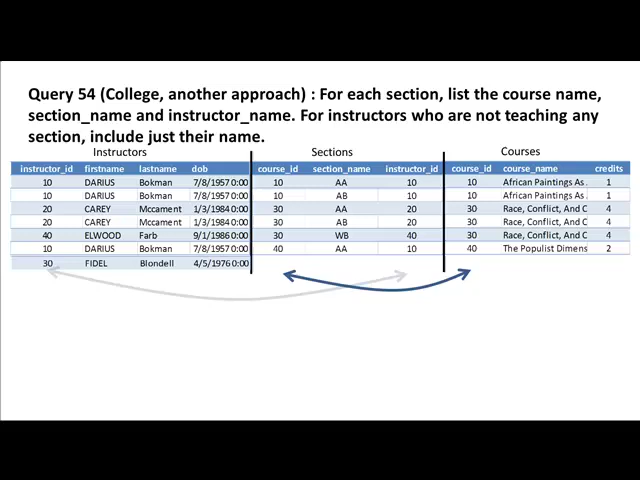 Query 54 (College, another approach) : For each section, list the course name,
section_name and instructor_name. For instructors who are not teaching any
section, include just their name.
Instructors Sections Courses
instructor_id firstname lastname dob course_id section_name instructor_id course_id course_name credits
10 DARIUS Bokman 7/8/1957 0:00 10 AA 10 10 African Paintings As 1
10 DARIUS Bokman 7/8/1957 0:00 10 AB 10 10 African Paintings As 1
20 CAREY Mccament 1/3/1984 0:00 30 AA 20 30 Race, Conflict, And C 4
20 CAREY Mccament 1/3/1984 0:00 30 AB 20 30 Race, Conflict, And C 4
40 ELWOOD Farb 9/1/1986 0:00 30 WB 40 30 Race, Conflict, And C 4
10 DARIUS Bokman 7/8/1957 0:00 40 AA 10 40 The Populist Dimens 2
30 FIDEL Blondell 4/5/1976 0:00